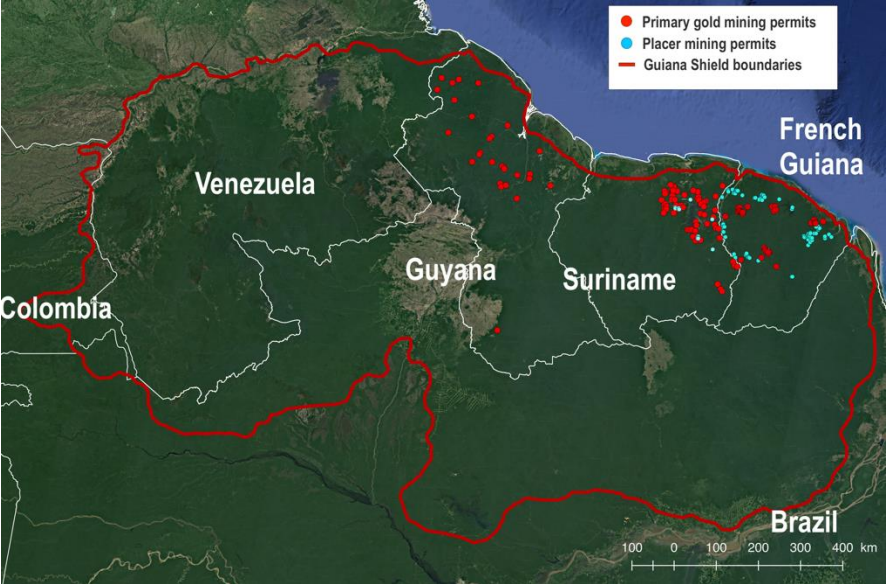 Primary gold mining permits
Placer mining permits
Guiana Shield boundaries
French
Guiana
Venezuela
Guyana
Suriname
Colombia
Brazil
100 0 100 200 300 400 km